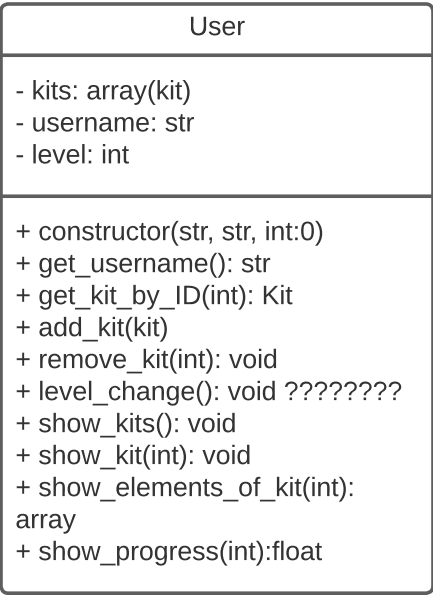 User
- kits: array(kit)
- username: str
- level: int
+ constructor(str, str, int:0)
+ get_username(): str
+ get_kit_by_ID(int): Kit
+ add_kit(kit)
+ remove_kit(int): void
+ level_change(): void ????????
+ show_kits(): void
+ show_kit(int): void
+ show_elements_of_kit(int):
array
+ show_progress(int):float